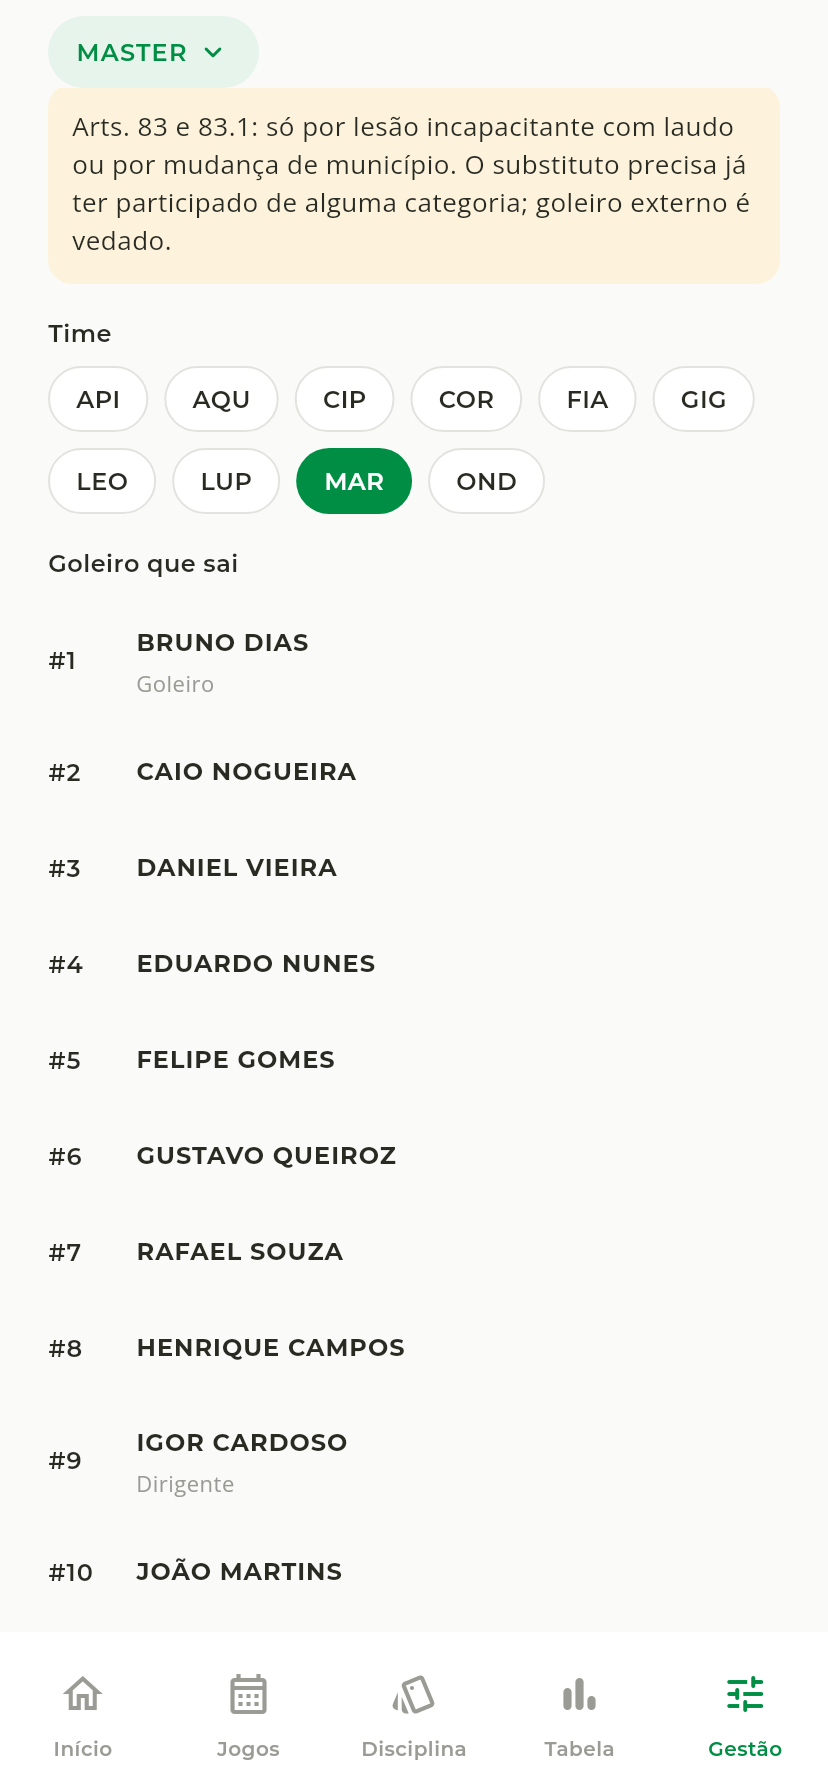 MASTER
Arts. 83 e 83.1: só por lesão incapacitante com laudo
ou por mudança de município. O substituto precisa já
ter participado de alguma categoria; goleiro externo é
vedado.
Time
API AQU CIP COR FIA GIG
LEO LUP MAR OND
Goleiro que sai
#1 BRUNO DIAS
Goleiro
#2 CAIO NOGUEIRA
#3 DANIEL VIEIRA
#4 EDUARDO NUNES
#5 FELIPE GOMES
#6 GUSTAVO QUEIROZ
#7 RAFAEL SOUZA
#8 HENRIQUE CAMPOS
#9 IGOR CARDOSO
Dirigente
#10 JOÃO MARTINS
Início Jogos Disciplina Tabela Gestão